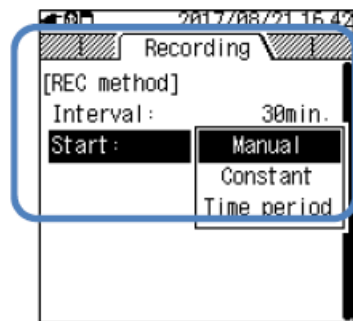 2017/08/21 16:42
Recording
[REC method]
Interval: 30min.
Start: Manual
Constant
Time period